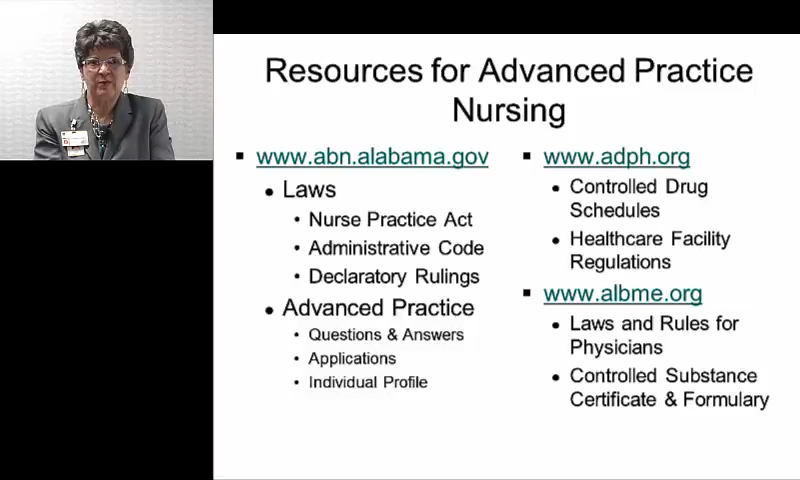 Resources for Advanced Practice
Nursing
www.abn.alabama.gov
Laws
Nurse Practice Act
Administrative Code
Declaratory Rulings
Advanced Practice
Questions & Answers
Applications
Individual Profile
www.adph.org
Controlled Drug
Schedules
Healthcare Facility
Regulations
www.albme.org
Laws and Rules for
Physicians
Controlled Substance
Certificate & Formulary